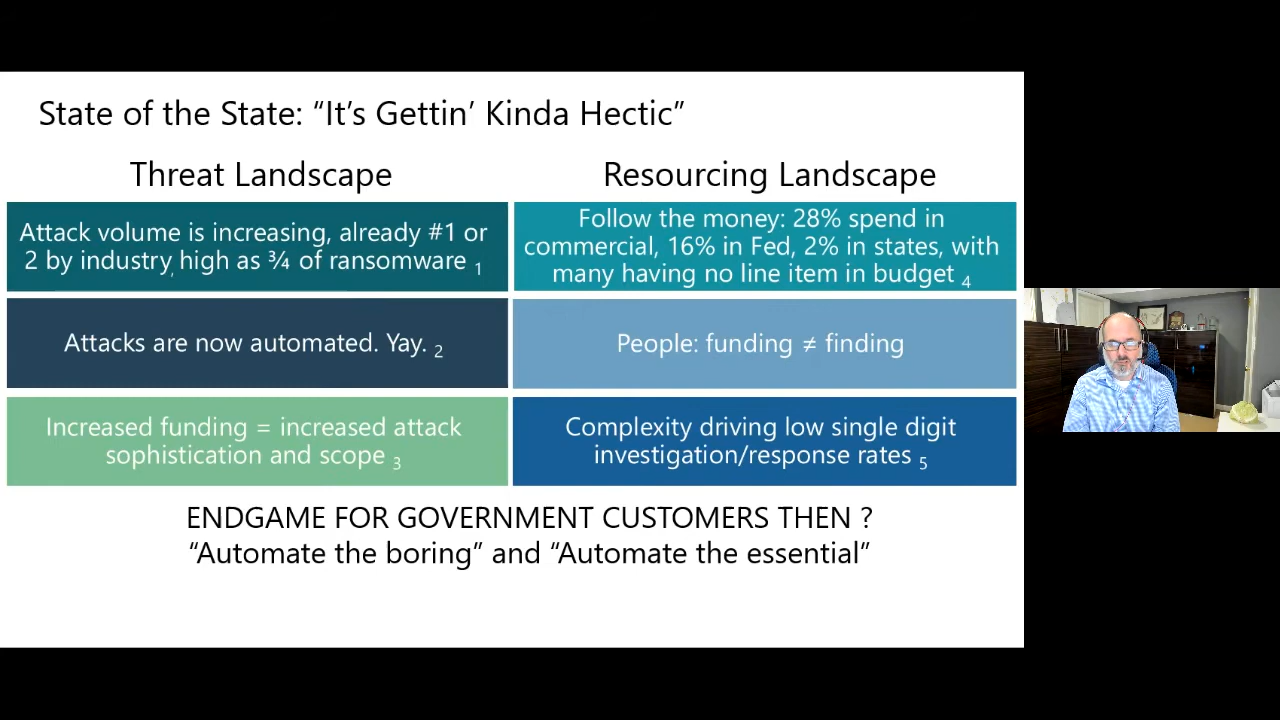 State of the State: “It’s Gettin’ Kinda Hectic”
Threat Landscape
Attack volume is increasing, already #1 or
2 by industry, high as ¾ of ransomware 1
Attacks are now automated. Yay. 2
Increased funding = increased attack
sophistication and scope 3
Resourcing Landscape
Follow the money: 28% spend in
commercial, 16% in Fed, 2% in states, with
many having no line item in budget 4
People: funding ≠ finding
Complexity driving low single digit
investigation/response rates 5
ENDGAME FOR GOVERNMENT CUSTOMERS THEN ?
“Automate the boring” and “Automate the essential”